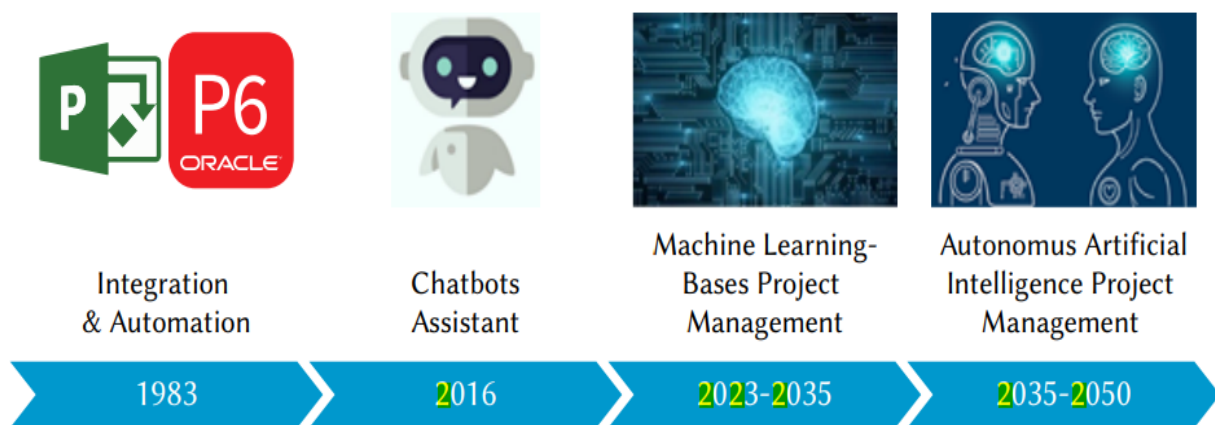 P
P6
ORACLE
Integration
& Automation
Chatbots
Assistant
Machine Learning-
Bases Project
Management
Autonomus Artificial
Intelligence Project
Management
1983
2016
2023-2035
2035-2050